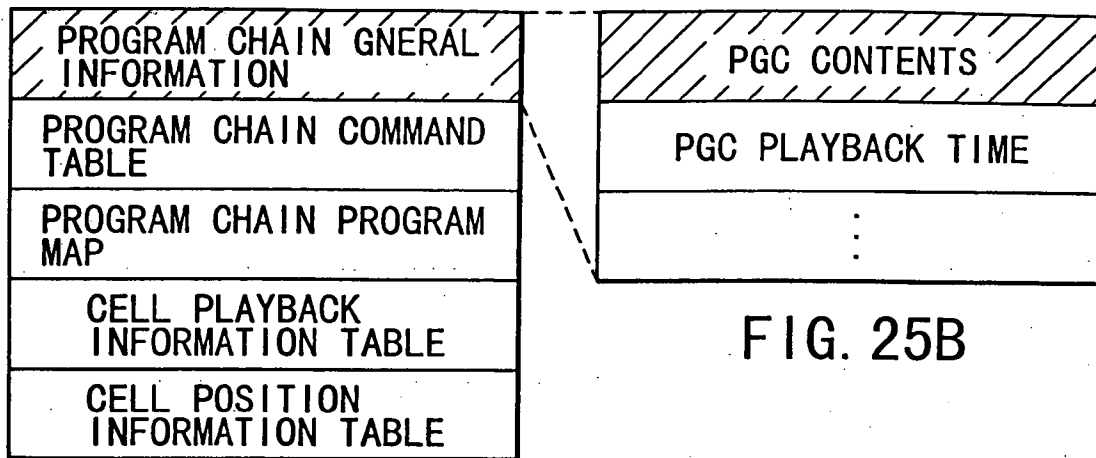 PROGRAM CHAIN GNERAL
INFORMATION
PROGRAM CHAIN COMMAND
TABLE
PROGRAM CHAIN PROGRAM
MAP
CELL PLAYBACK
INFORMATION TABLE
CELL POSITION
INFORMATION TABLE
PGC CONTENTS
PGC PLAYBACK TIME
FIG. 25B